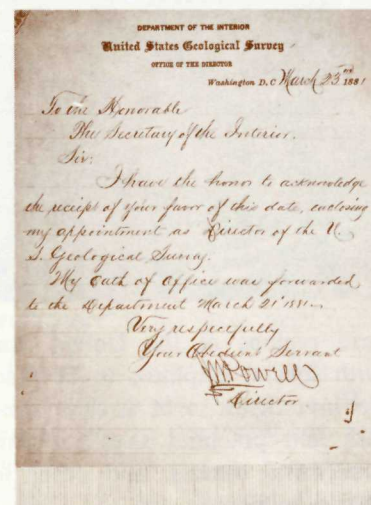 DEPARTMENT OF THE INTERIOR
United States Geological Survey
OFFICE OF THE DIRECTOR
Washington D. C March 23rd 1881
To the Honorable
The Secretary of the Interior.
Sir:
I have the honor to acknowledge
the receipt of your favor of this date, enclosing
my appointment as Director of the U.
S. Geological Survey.
My Oath of Office was forwarded
to the Department March 21st 1881.
Very respectfully
Your Obedient Servant
JWPowell
Director